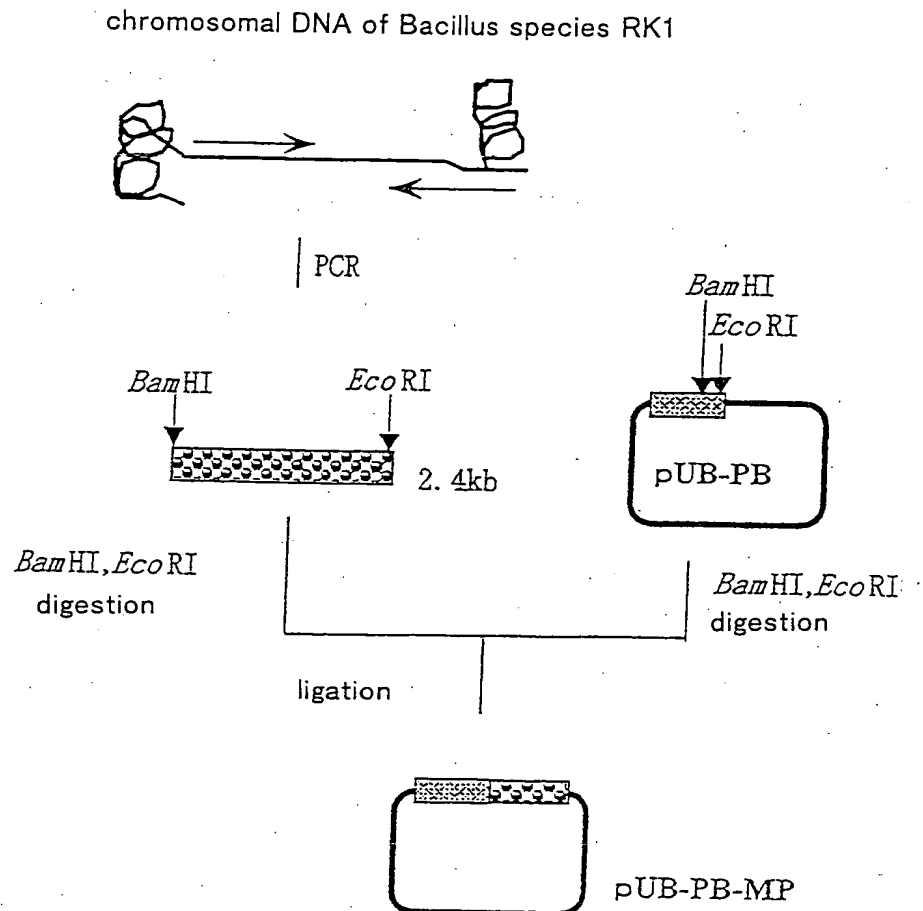 chromosomal DNA of Bacillus species RK1
PCR
BamHI
EcoRI
BamHI
EcoRI
2.4kb
pUB-PB
BamHI,EcoRI
digestion
BamHI,EcoRI
digestion
ligation
pUB-PB-MP